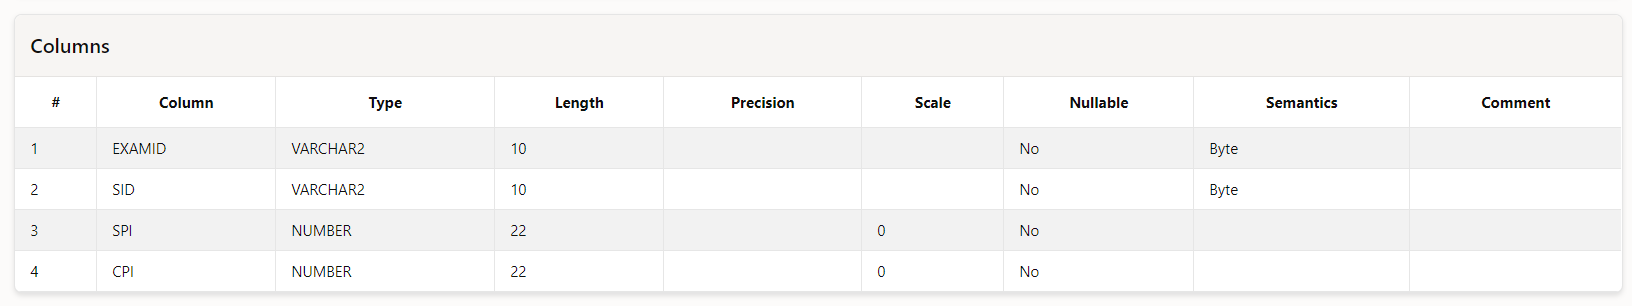 Columns
# Column Type Length Precision Scale Nullable Semantics Comment
1 EXAMID VARCHAR2 10 No Byte
2 SID VARCHAR2 10 No Byte
3 SPI NUMBER 22 0 No
4 CPI NUMBER 22 0 No